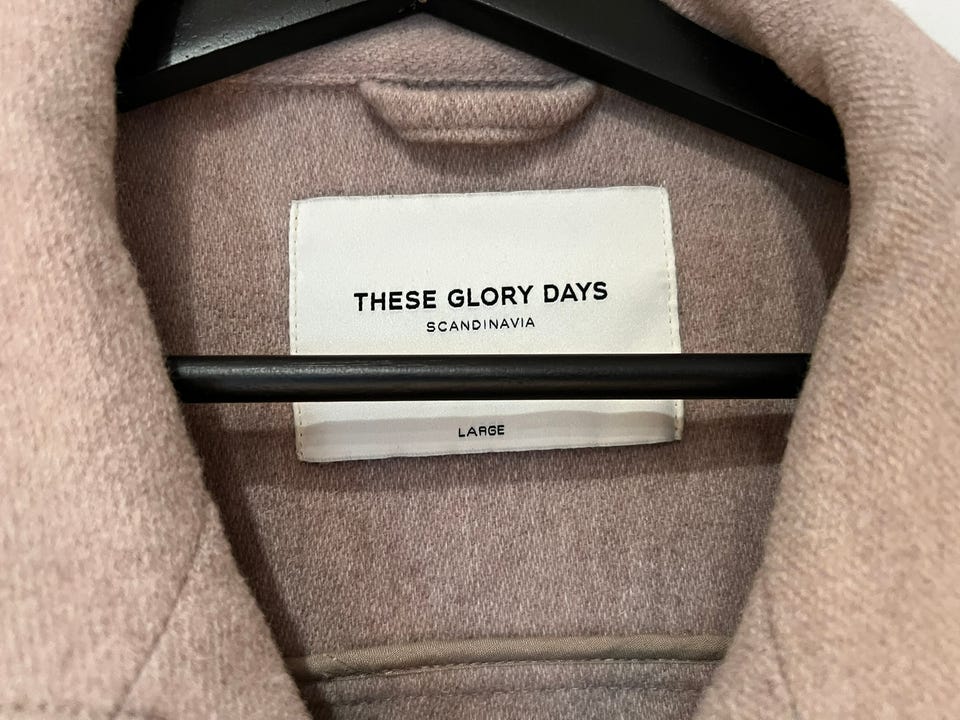 THESE GLORY DAYS
SCANDINAVIA
LARGE